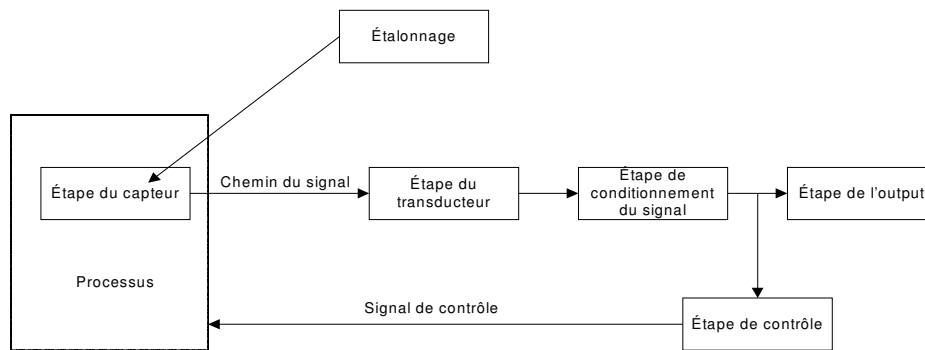 Étalonnage
Étape du capteur
Chemin du signal
Étape du
transducteur
Étape de
conditionnement
du signal
Étape de l'output
Processus
Signal de contrôle
Étape de contrôle